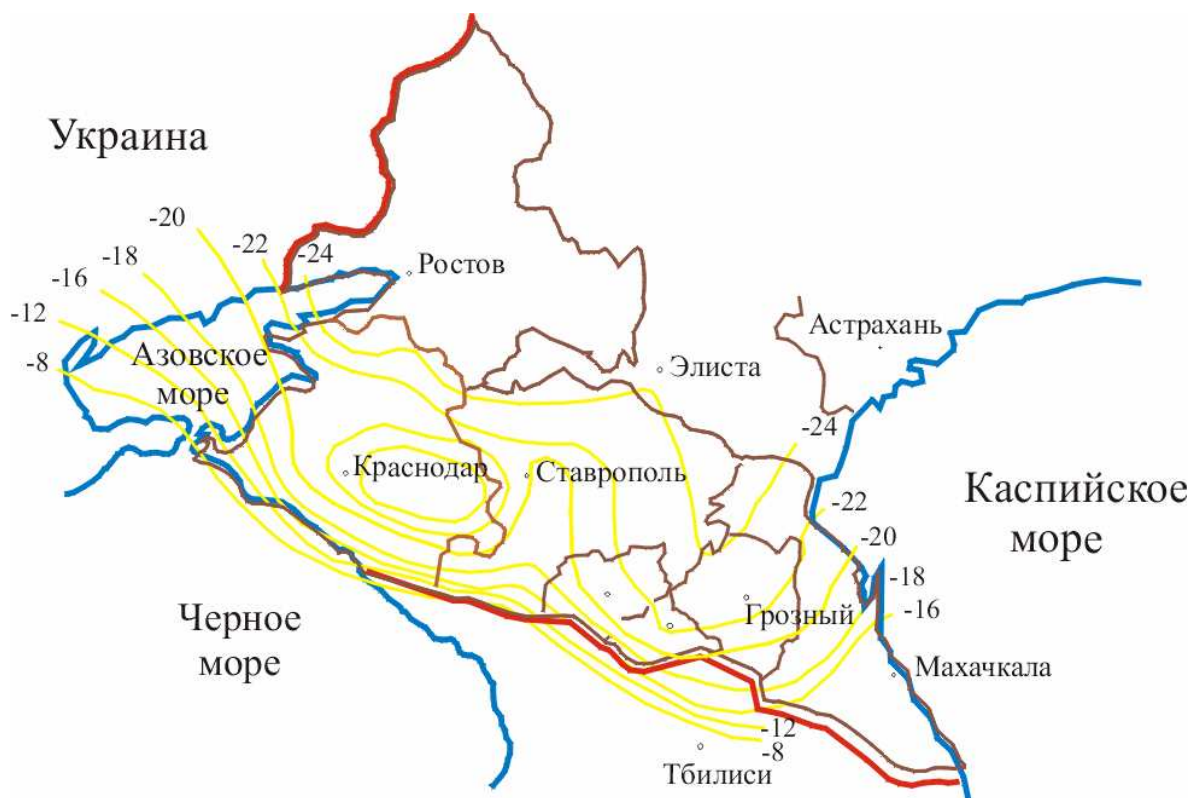 Украина
-20
-22
-24
-18
-16
-12
-8
Ростов
Азовское
море
Астрахань
Элиста
-24
Краснодар
Ставрополь
Каспийское
море
-22
-20
-18
-16
Черное
море
Грозный
Махачкала
-12
-8
Тбилиси